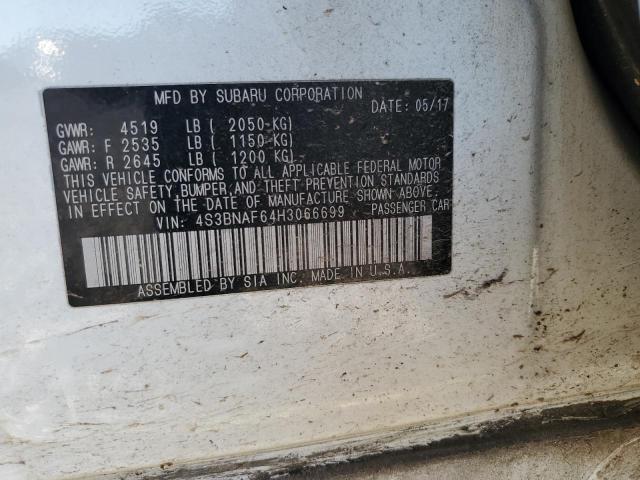 MFD BY SUBARU CORPORATION
DATE: 05/17
GVWR: 4519 LB ( 2050-KG)
GAWR: F 2535 LB ( 1150-KG)
GAWR: R 2645 LB ( 1200 KG)
THIS VEHICLE CONFORMS TO ALL APPLICABLE FEDERAL MOTOR
VEHICLE SAFETY, BUMPER, AND THEFT PREVENTION STANDARDS
IN EFFECT ON THE DATE OF MANUFACTURE SHOWN ABOVE.
VIN: 4S3BNAF64H3066699 PASSENGER CAR
ASSEMBLED BY SIA INC. MADE IN U.S.A.